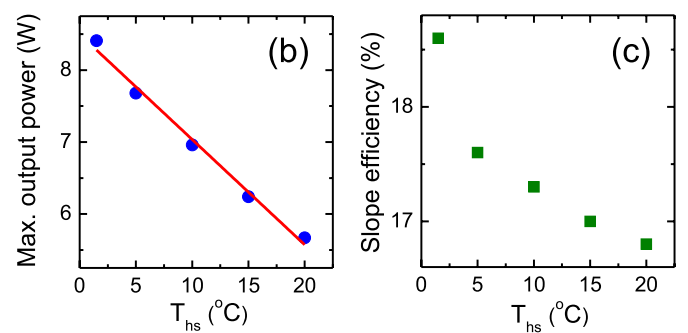 (b)
Max. output power (W)
8
7
6
0 5 10 15 20
T_hs (°C)
(c)
Slope efficiency (%)
18
17
0 5 10 15 20
T_hs (°C)